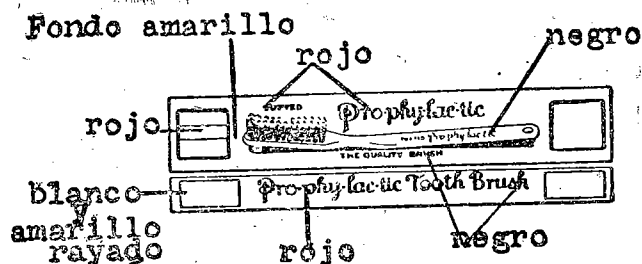 Fondo amarillo
rojo
negro
TUFTED
Pro·phy·lac·tic
rojo
THE QUALITY BRUSH
blanco
y
amarillo
rayado
Pro·phy·lac·tic Tooth Brush
rojo
negro